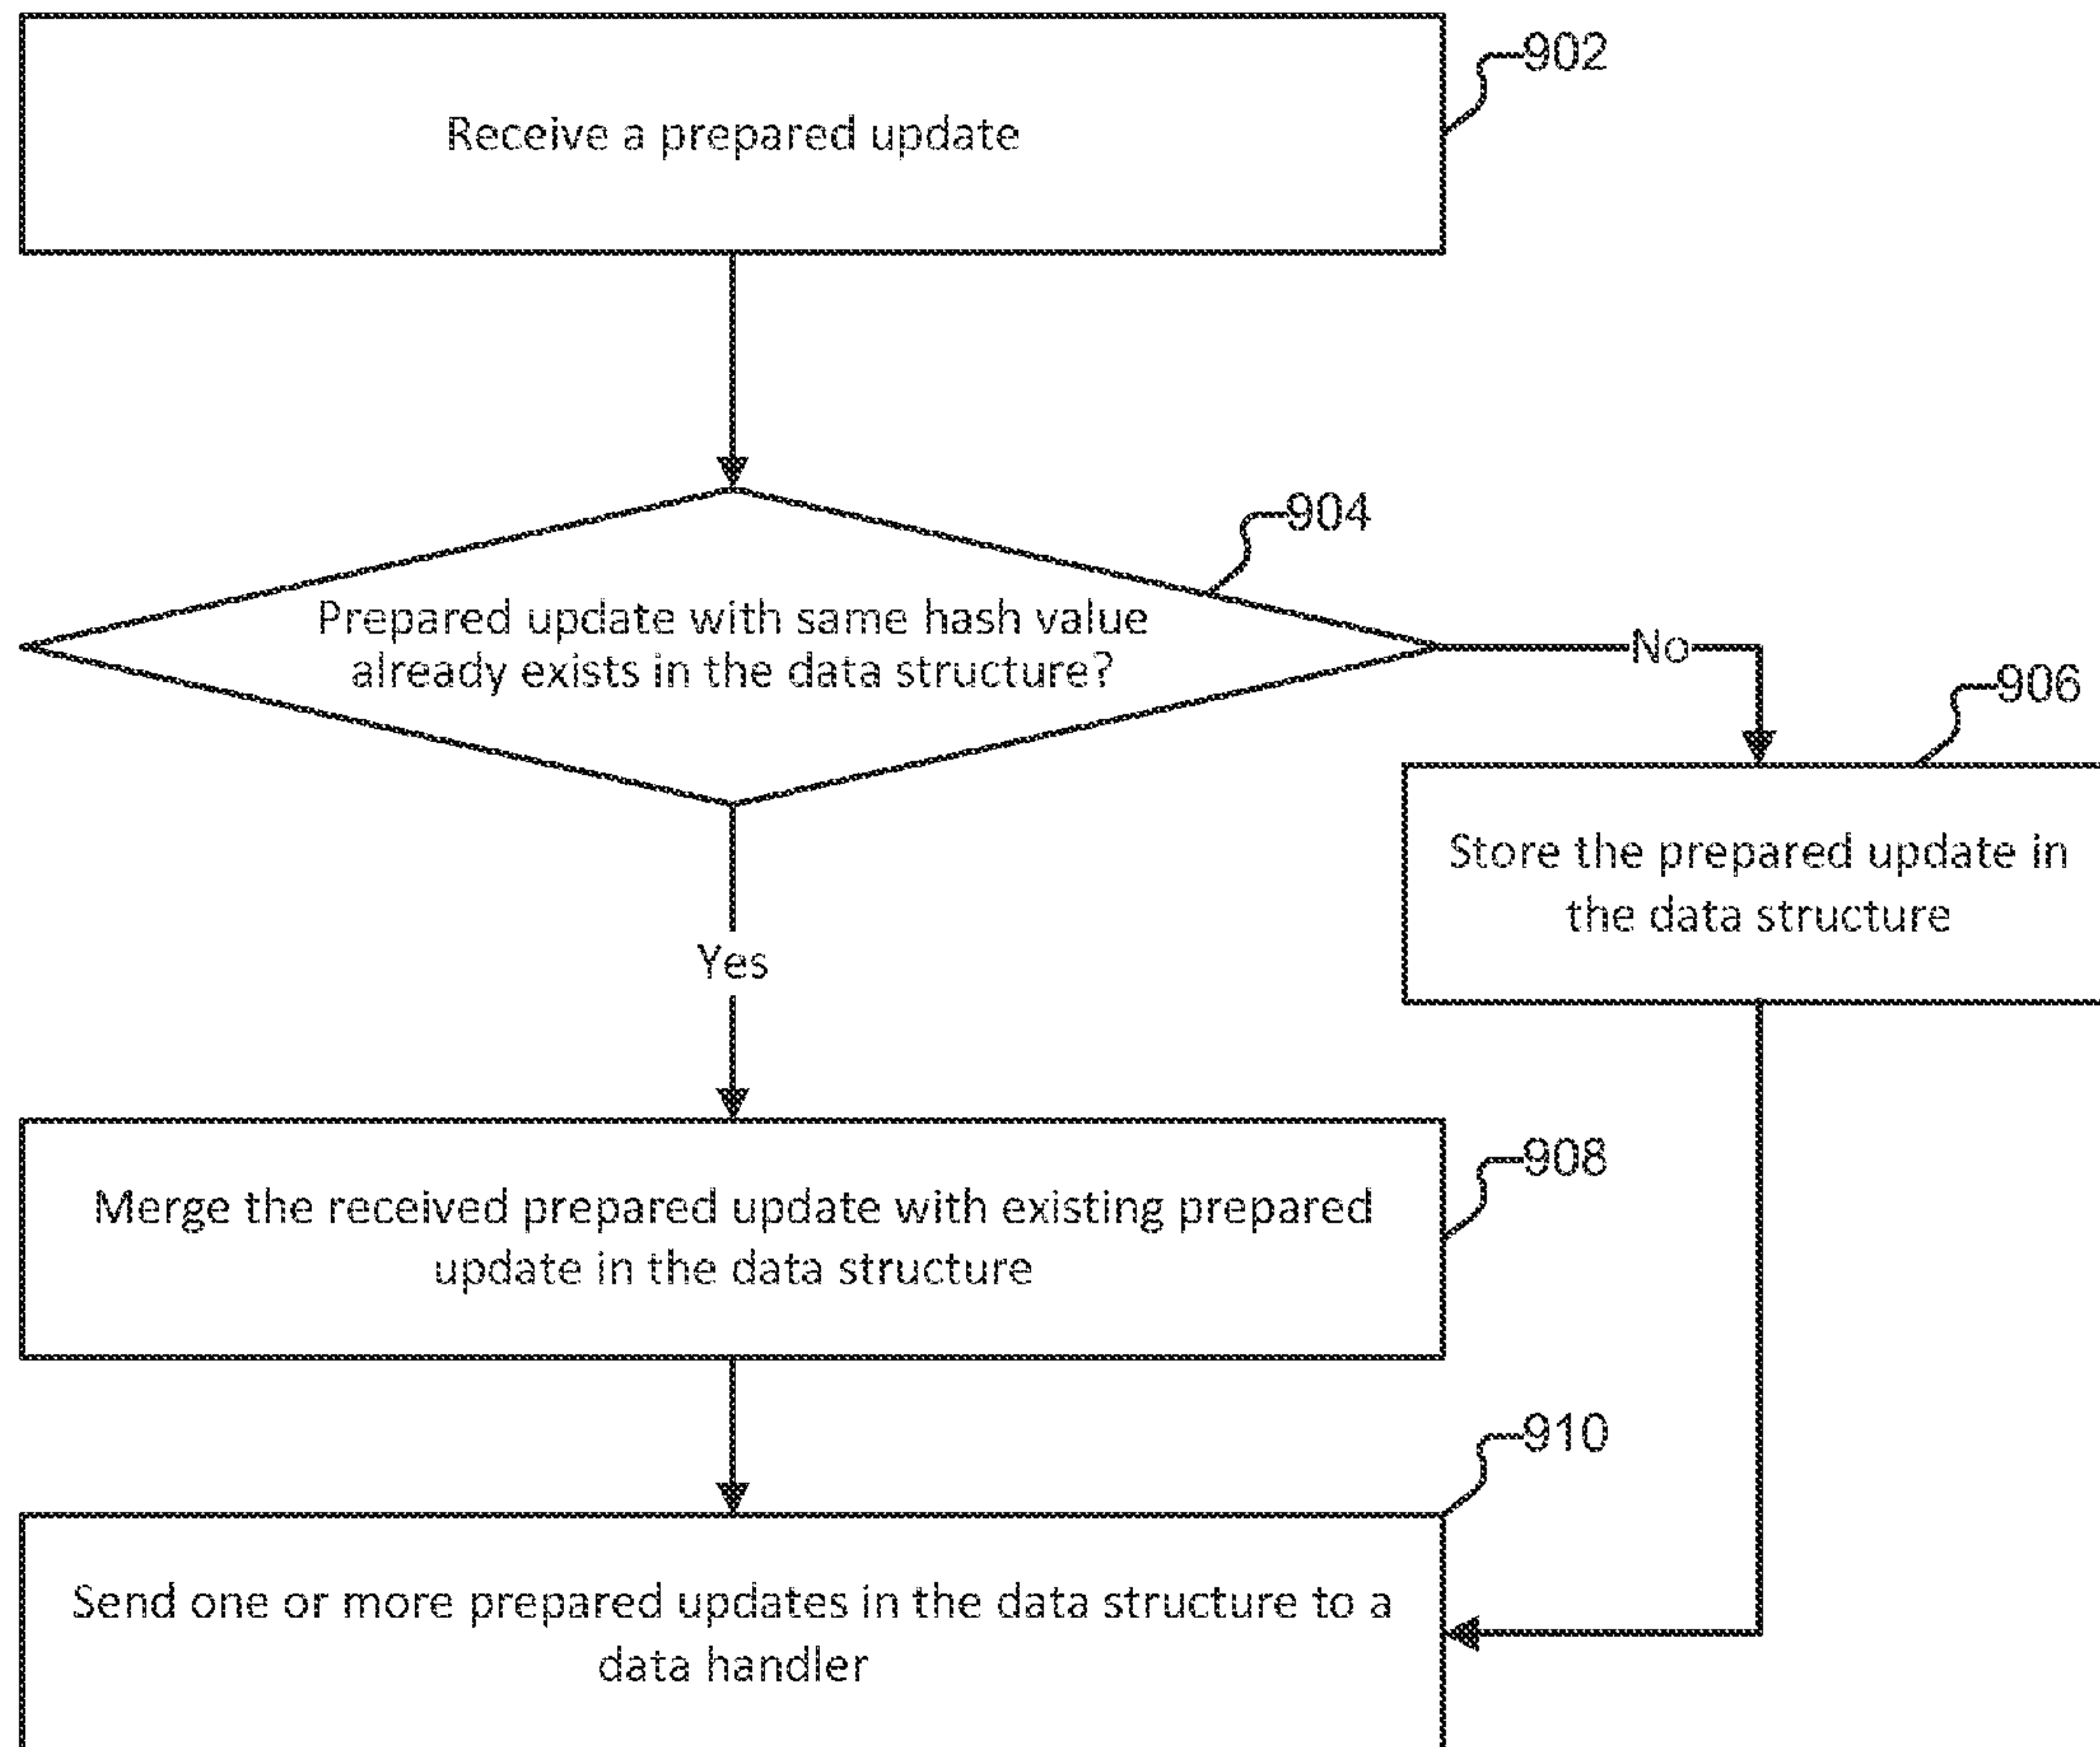 902
Receive a prepared update
904
Prepared update with same hash value
already exists in the data structure?
No
906
Store the prepared update in
the data structure
Yes
908
Merge the received prepared update with existing prepared
update in the data structure
910
Send one or more prepared updates in the data structure to a
data handler